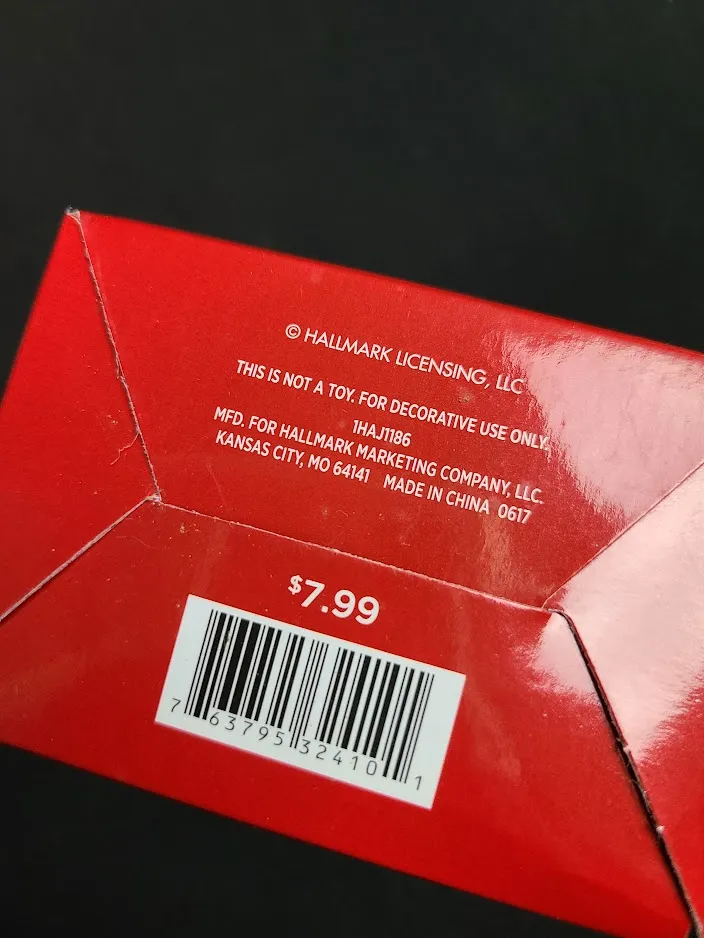 © HALLMARK LICENSING, LLC
THIS IS NOT A TOY. FOR DECORATIVE USE ONLY.
1HAJ1186
MFD. FOR HALLMARK MARKETING COMPANY, LLC.
KANSAS CITY, MO 64141 MADE IN CHINA 0617
$7.99
7 63795 32410 1